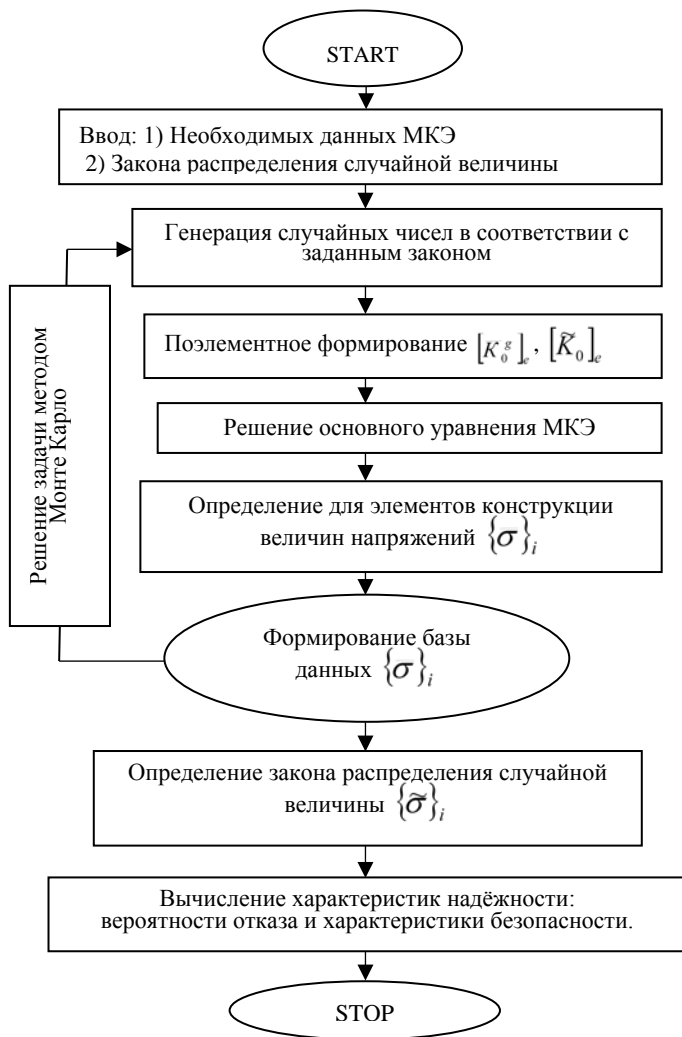 START
Ввод: 1) Необходимых данных МКЭ
2) Закона распределения случайной величины
Генерация случайных чисел в соответствии с
заданным законом
Поэлементное формирование [K₀ᵍ]ₑ, [K̃₀]ₑ
Решение основного уравнения МКЭ
Определение для элементов конструкции
величин напряжений {σ}ᵢ
Решение задачи методом
Монте Карло
Формирование базы
данных {σ}ᵢ
Определение закона распределения случайной
величины {σ̃}ᵢ
Вычисление характеристик надёжности:
вероятности отказа и характеристики безопасности.
STOP